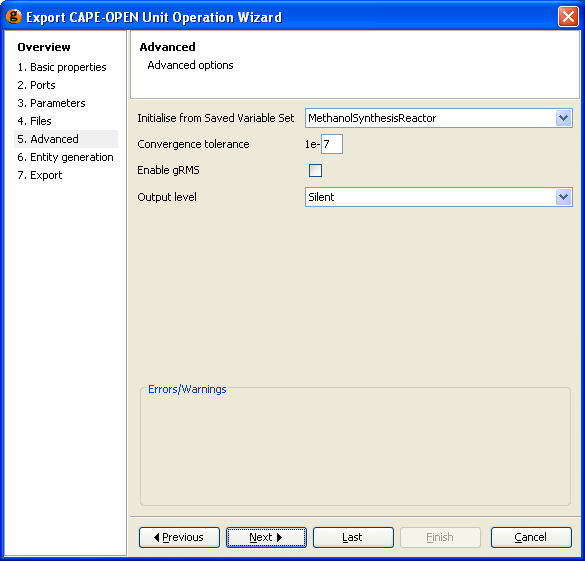 Export CAPE-OPEN Unit Operation Wizard
Overview
1. Basic properties
2. Ports
3. Parameters
4. Files
5. Advanced
6. Entity generation
7. Export
Advanced
Advanced options
Initialise from Saved Variable Set MethanolSynthesisReactor
Convergence tolerance 1e- 7
Enable gRMS
Output level Silent
Errors/Warnings
Previous Next Last Finish Cancel